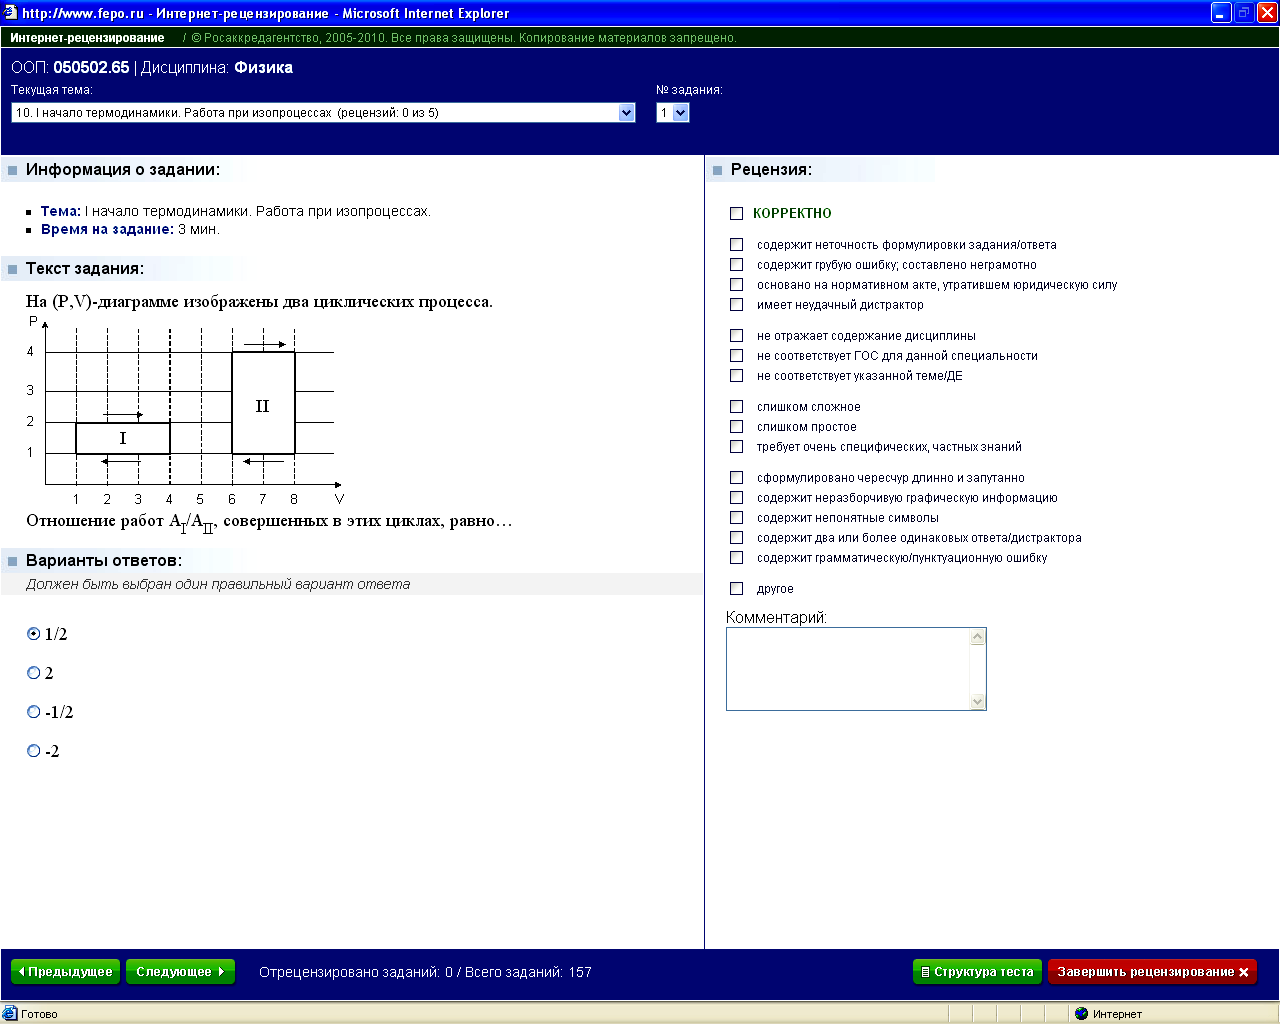 http://www.fepo.ru - Интернет-рецензирование - Microsoft Internet Explorer
Интернет-рецензирование / © Росаккредагентство, 2005-2010. Все права защищены. Копирование материалов запрещено.
ООП: 050502.65 | Дисциплина: Физика
Текущая тема: № задания:
10. I начало термодинамики. Работа при изопроцессах (рецензий: 0 из 5) 1
Информация о задании:
Тема: I начало термодинамики. Работа при изопроцессах.
Время на задание: 3 мин.
Текст задания:
На (P,V)-диаграмме изображены два циклических процесса.
P
4
3
2
1
I
II
1 2 3 4 5 6 7 8 V
Отношение работ AI/AII, совершенных в этих циклах, равно…
Варианты ответов:
Должен быть выбран один правильный вариант ответа
1/2
2
-1/2
-2
Рецензия:
КОРРЕКТНО
содержит неточность формулировки задания/ответа
содержит грубую ошибку; составлено неграмотно
основано на нормативном акте, утратившем юридическую силу
имеет неудачный дистрактор
не отражает содержание дисциплины
не соответствует ГОС для данной специальности
не соответствует указанной теме/ДЕ
слишком сложное
слишком простое
требует очень специфических, частных знаний
сформулировано чересчур длинно и запутанно
содержит неразборчивую графическую информацию
содержит непонятные символы
содержит два или более одинаковых ответа/дистрактора
содержит грамматическую/пунктуационную ошибку
другое
Комментарий:
Предыдущее Следующее Отрецензировано заданий: 0 / Всего заданий: 157 Структура теста Завершить рецензирование
Готово Интернет